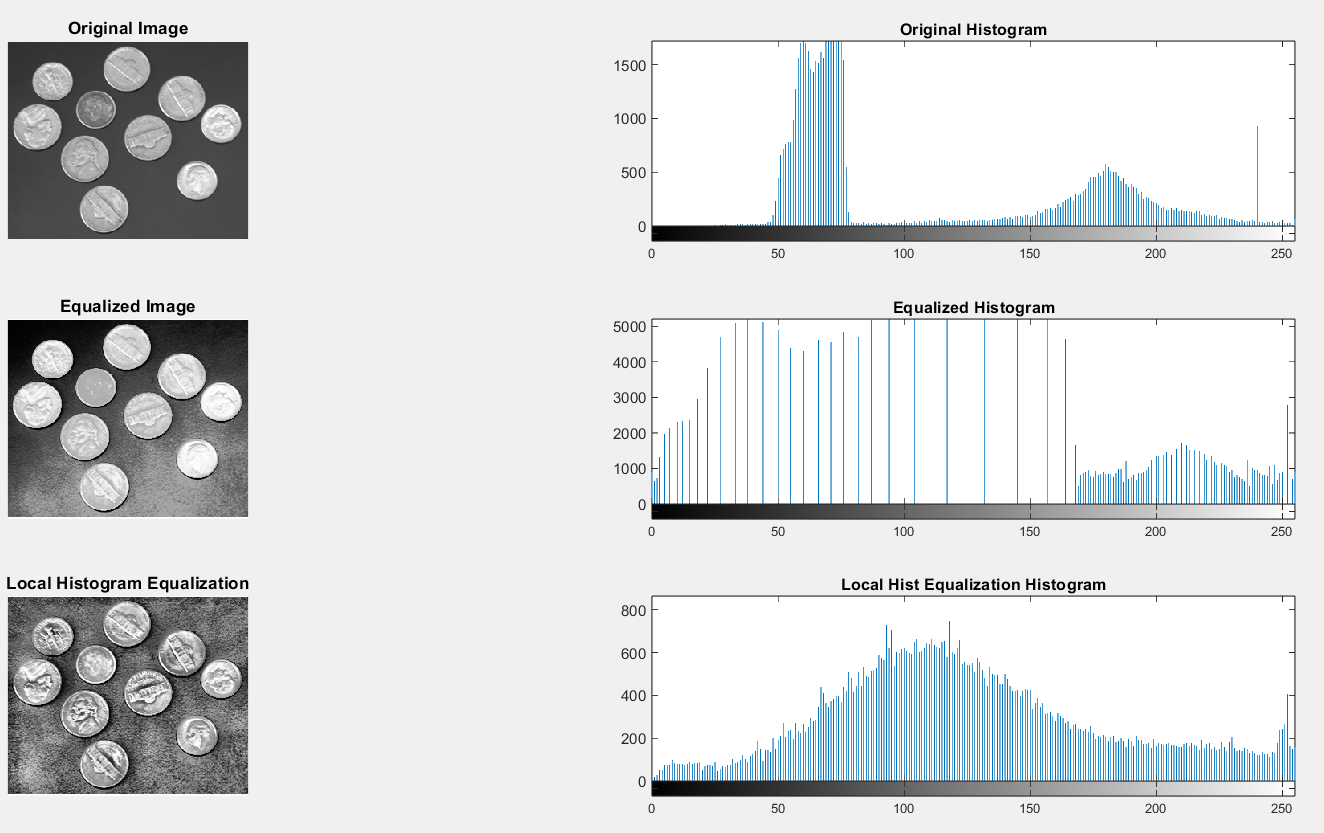 Original Image
Original Histogram
1500
1000
500
0
0 50 100 150 200 250
Equalized Image
Equalized Histogram
5000
4000
3000
2000
1000
0
0 50 100 150 200 250
Local Histogram Equalization
Local Hist Equalization Histogram
800
600
400
200
0
0 50 100 150 200 250